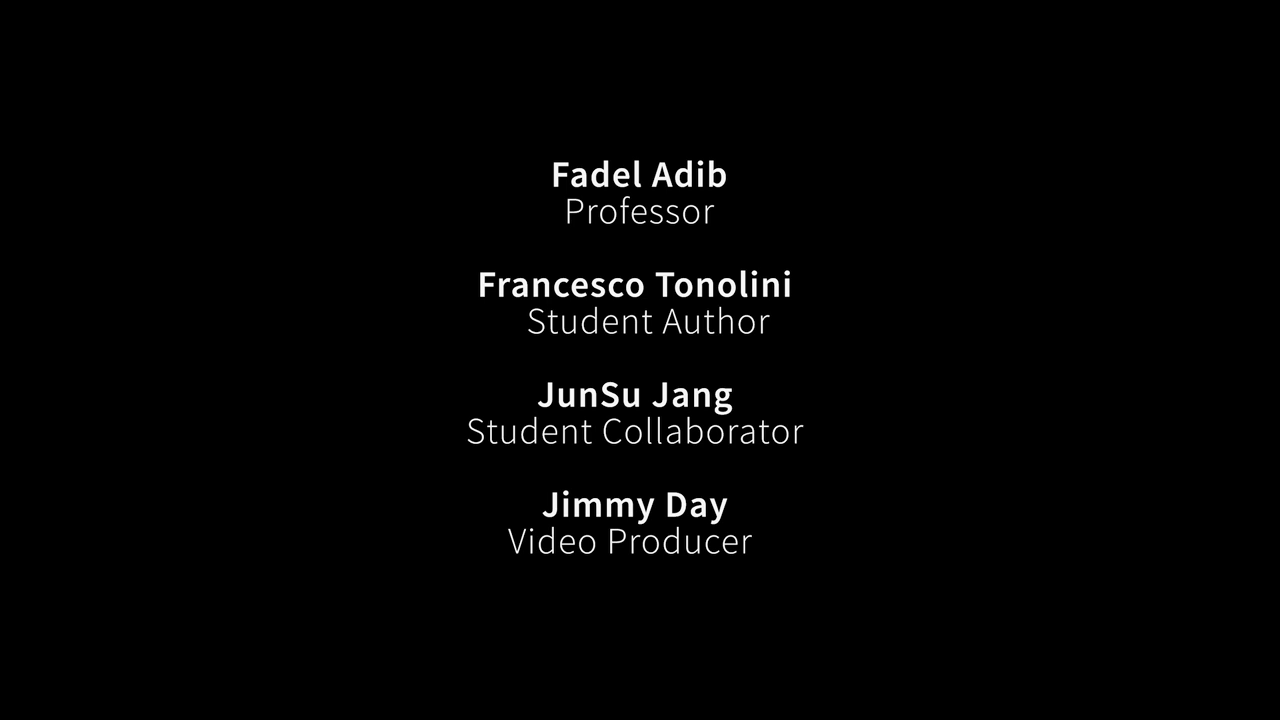 Fadel Adib
Professor
Francesco Tonolini
Student Author
JunSu Jang
Student Collaborator
Jimmy Day
Video Producer